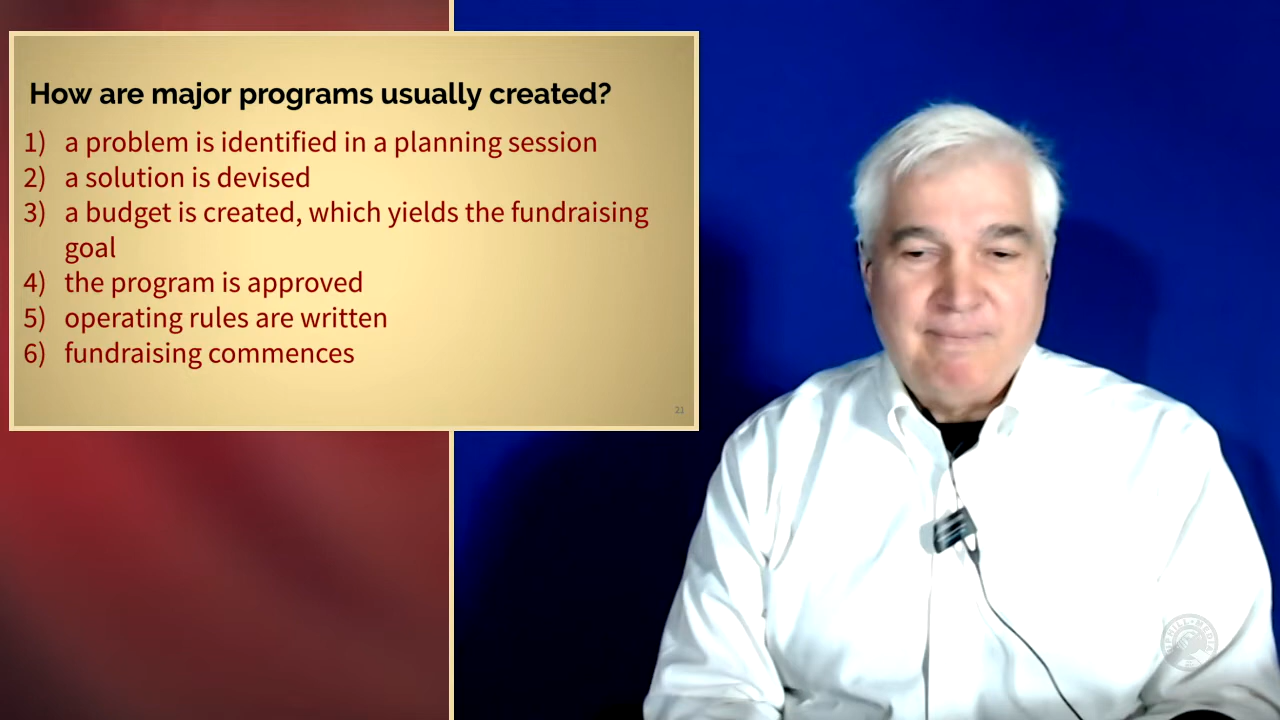 How are major programs usually created?
1) a problem is identified in a planning session
2) a solution is devised
3) a budget is created, which yields the fundraising
goal
4) the program is approved
5) operating rules are written
6) fundraising commences
21